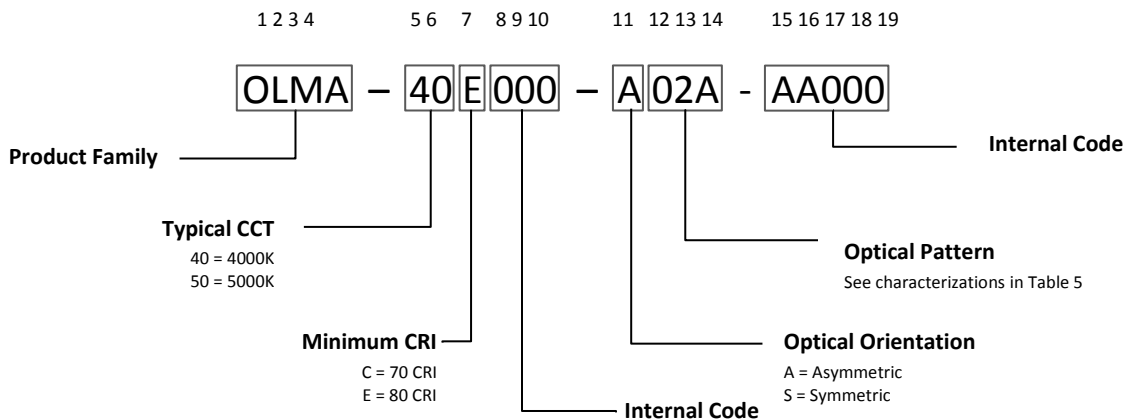 1 2 3 4 5 6 7 8 9 10 11 12 13 14 15 16 17 18 19
OLMA – 40 E 000 – A 02A - AA000
Product Family
Internal Code
Typical CCT
40 = 4000K
50 = 5000K
Optical Pattern
See characterizations in Table 5
Minimum CRI
C = 70 CRI
E = 80 CRI
Optical Orientation
A = Asymmetric
S = Symmetric
Internal Code